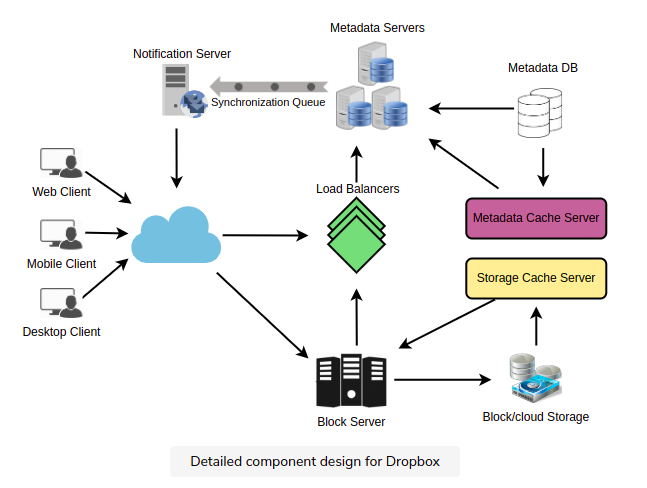 Metadata Servers
Notification Server
Metadata DB
Synchronization Queue
Web Client
Load Balancers
Metadata Cache Server
Mobile Client
Storage Cache Server
Desktop Client
Block Server
Block/cloud Storage
Detailed component design for Dropbox